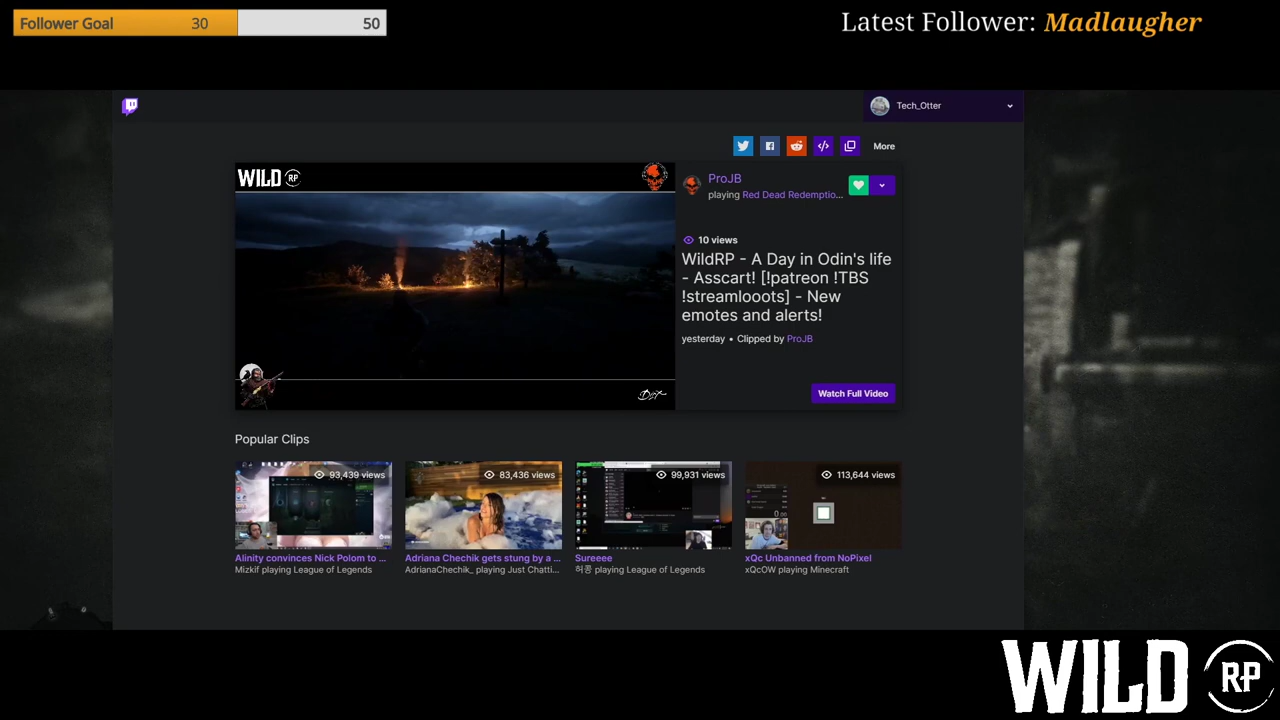 Follower Goal 30 50
Latest Follower: Madlaugher
Tech_Otter
More
WILD RP
ProJB
playing Red Dead Redemptio...
10 views
WildRP - A Day in Odin's life
- Asscart! [!patreon !TBS
!streamlooots] - New
emotes and alerts!
yesterday • Clipped by ProJB
Watch Full Video
Popular Clips
93,439 views
83,436 views
99,931 views
113,644 views
Alinity convinces Nick Polom to ...
Adriana Chechik gets stung by a ...
Sureeee
xQc Unbanned from NoPixel
Mizkif playing League of Legends
AdrianaChechik_ playing Just Chatti...
허콩 playing League of Legends
xQcOW playing Minecraft
WILD RP